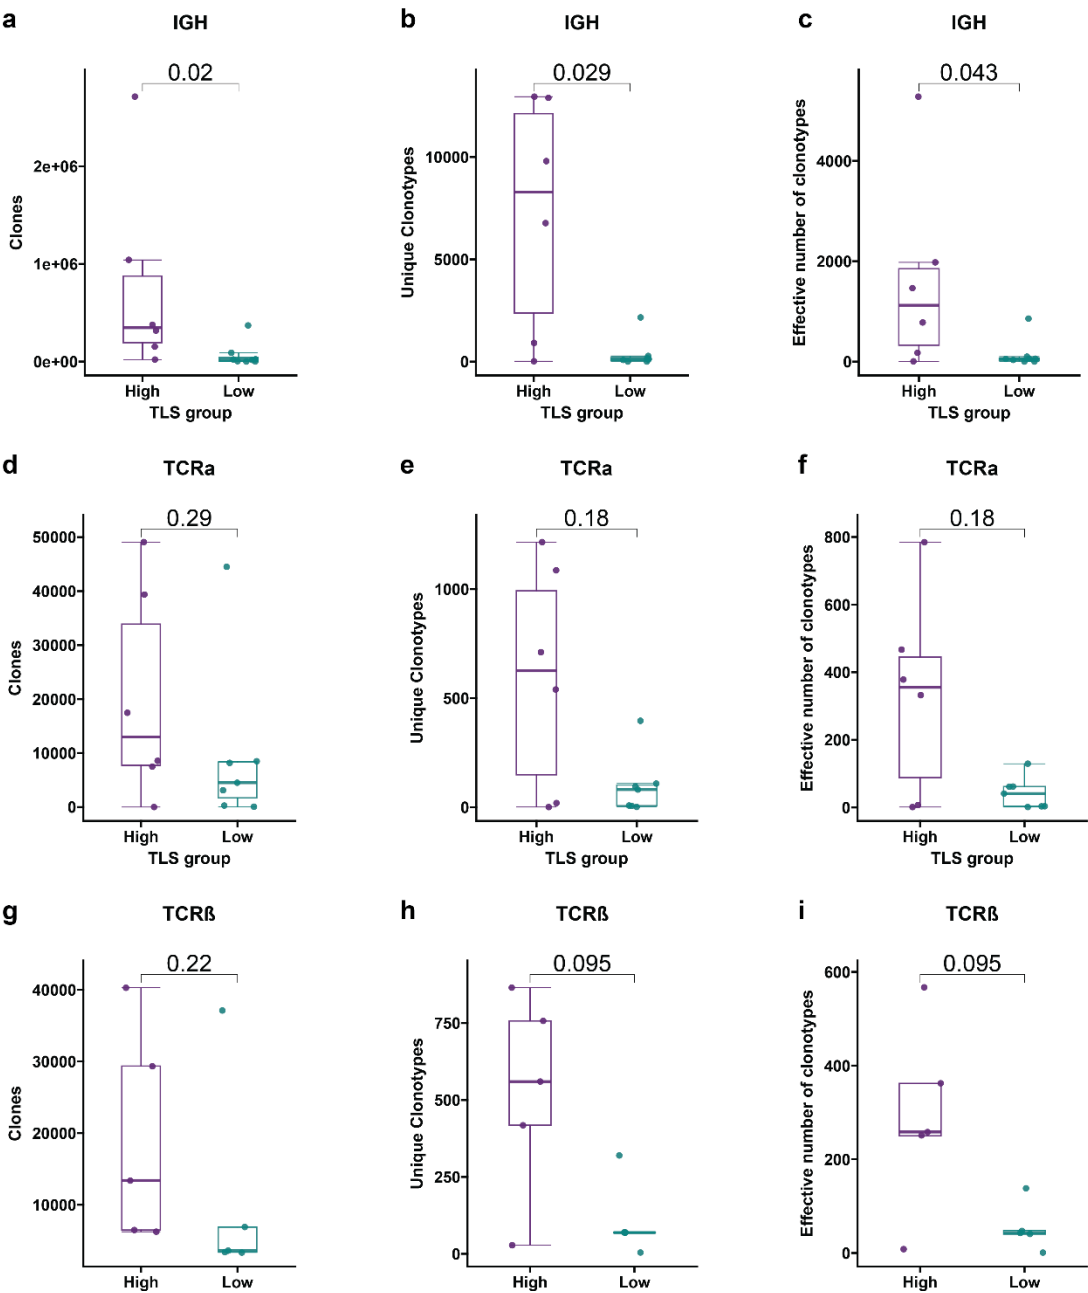 a IGH
0.02
Clones
2e+06
1e+06
0e+00
High Low
TLS group
b IGH
0.029
Unique Clonotypes
10000
5000
0
High Low
TLS group
c IGH
0.043
Effective number of clonotypes
4000
2000
0
High Low
TLS group
d TCRa
0.29
Clones
50000
40000
30000
20000
10000
0
High Low
TLS group
e TCRa
0.18
Unique Clonotypes
1000
500
0
High Low
TLS group
f TCRa
0.18
Effective number of clonotypes
800
600
400
200
0
High Low
TLS group
g TCRß
0.22
Clones
40000
30000
20000
10000
High Low
h TCRß
0.095
Unique Clonotypes
750
500
250
0
High Low
i TCRß
0.095
Effective number of clonotypes
600
400
200
0
High Low